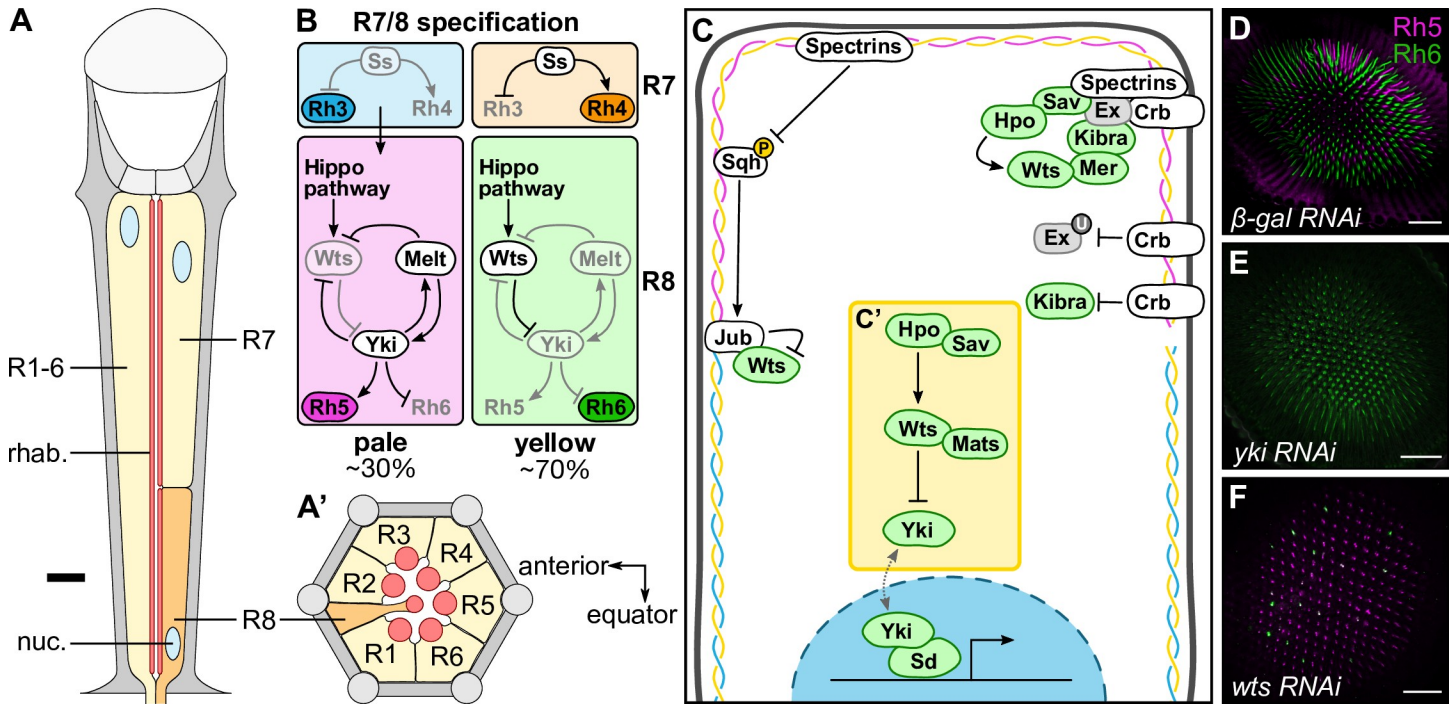 A
R1-6
rhab.
nuc.
R7
R8
B
R7/8 specification
Ss
Rh3
Rh4
Ss
Rh3
Rh4
R7
Hippo
pathway
Wts
Melt
Yki
Rh5
Rh6
Hippo
pathway
Wts
Melt
Yki
Rh5
Rh6
R8
pale
~30%
yellow
~70%
A'
R3
R4
R2
R5
R1
R6
anterior
equator
C
Spectrins
Sqh
P
Jub
Wts
Spectrins
Sav
Ex
Crb
Hpo
Kibra
Wts
Mer
Ex
U
Crb
Kibra
Crb
C'
Hpo
Sav
Wts
Mats
Yki
Yki
Sd
D
Rh5
Rh6
β-gal RNAi
E
yki RNAi
F
wts RNAi